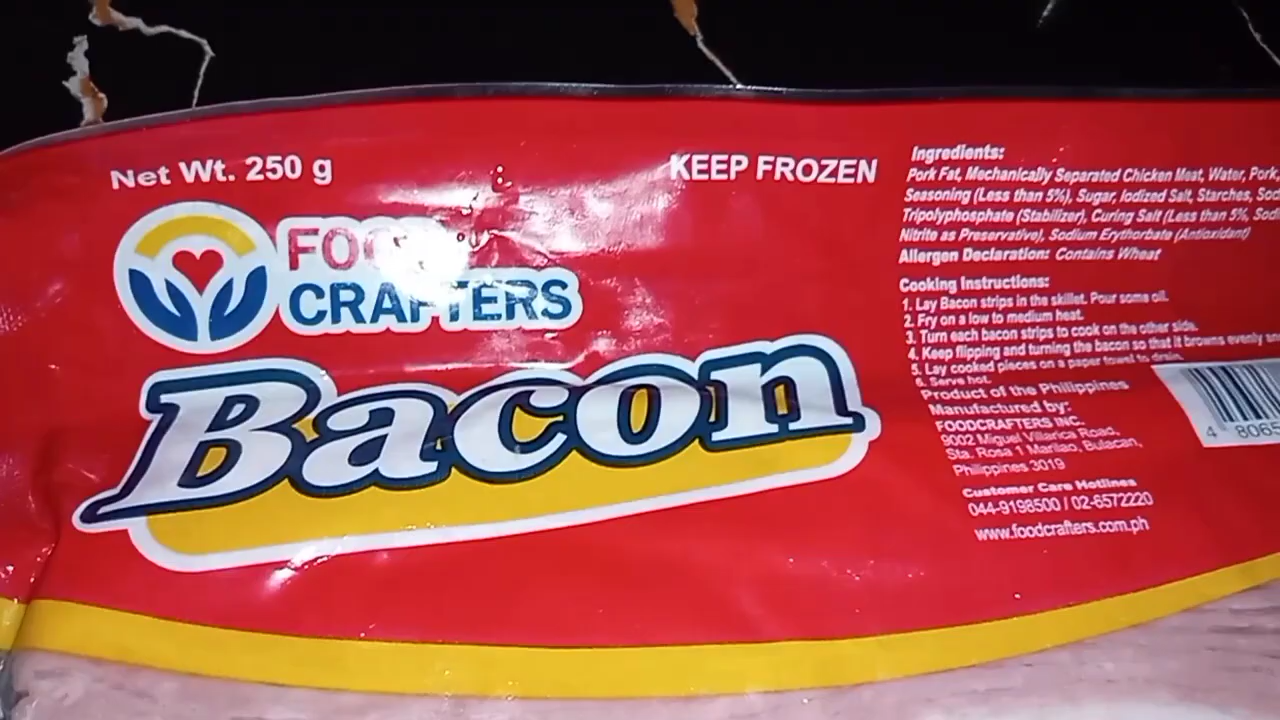 Net Wt. 250 g
KEEP FROZEN
FOOD
CRAFTERS
Bacon
Ingredients:
Pork Fat, Mechanically Separated Chicken Meat, Water, Pork,
Seasoning (Less than 5%), Sugar, Iodized Salt, Starches,
Tripolyphosphate (Stabilizer), Curing Salt (Less than 5%,
Nitrite as Preservative), Sodium Erythorbate (Antioxidant)
Allergen Declaration: Contains Wheat
Cooking Instructions:
1. Lay Bacon strips in the skillet. Pour some oil.
2. Fry on a low to medium heat.
3. Turn each bacon strips to cook on the other side.
4. Keep flipping and turning the bacon so that it browns evenly
5. Lay cooked pieces on a paper towel to drain.
6. Serve hot.
Product of the Philippines
Manufactured by:
FOODCRAFTERS INC.
9002 Miguel Villarica Road,
Sta. Rosa 1 Marilao, Bulacan,
Philippines 3019
Customer Care Hotlines
044-9198500 / 02-6572220
www.foodcrafters.com.ph
4 8065